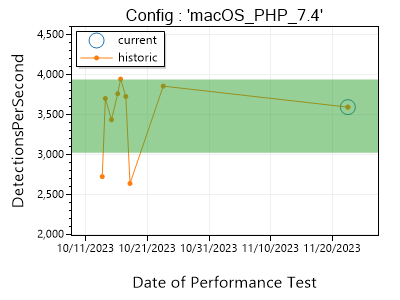 Config : 'macOS_PHP_7.4'
current
historic
DetectionsPerSecond
4,500
4,000
3,500
3,000
2,500
2,000
10/11/2023 10/21/2023 10/31/2023 11/10/2023 11/20/2023
Date of Performance Test